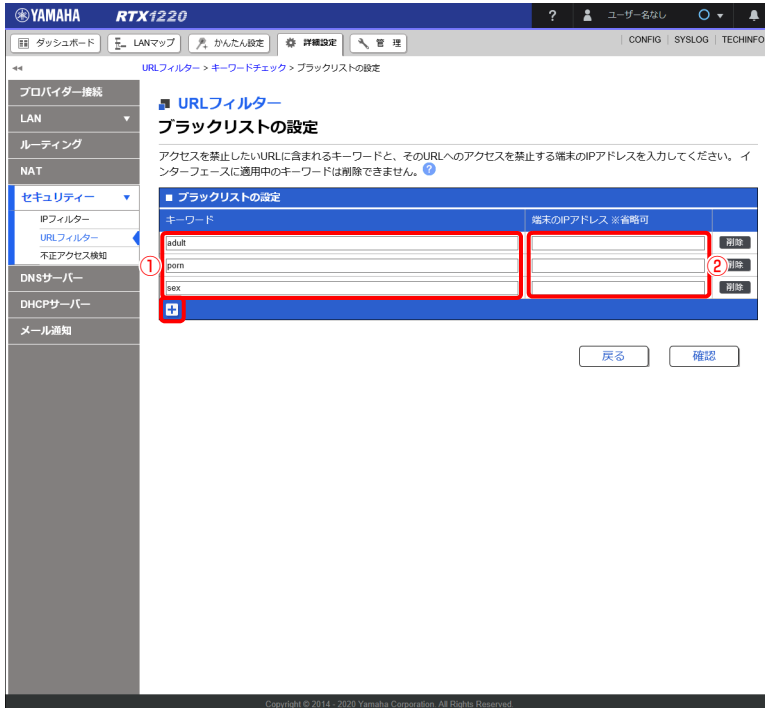 YAMAHA RTX1220 ? ユーザー名なし
ダッシュボード LANマップ かんたん設定 詳細設定 管 理 CONFIG SYSLOG TECHINFO
URLフィルター > キーワードチェック > ブラックリストの設定
プロバイダー接続
LAN
ルーティング
NAT
セキュリティー
IPフィルター
URLフィルター
不正アクセス検知
DNSサーバー
DHCPサーバー
メール通知
URLフィルター
ブラックリストの設定
アクセスを禁止したいURLに含まれるキーワードと、そのURLへのアクセスを禁止する端末のIPアドレスを入力してください。 イ
ンターフェースに適用中のキーワードは削除できません。 ?
■ ブラックリストの設定
キーワード 端末のIPアドレス ※省略可
adult 削除
① porn ② 削除
sex 削除
+
戻る 確認
Copyright © 2014 - 2020 Yamaha Corporation. All Rights Reserved.